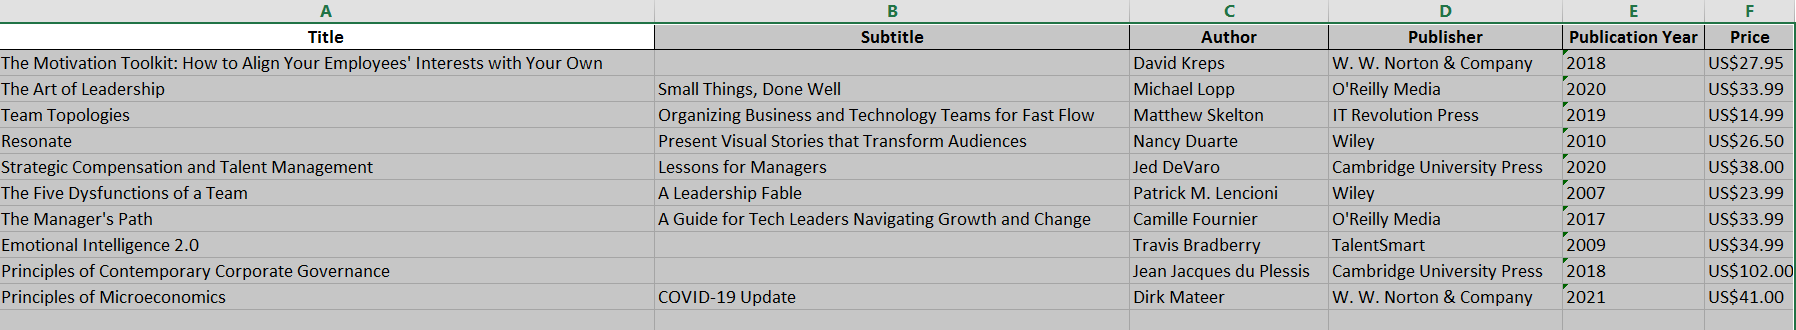 A B C D E F
Title Subtitle Author Publisher Publication Year Price
The Motivation Toolkit: How to Align Your Employees' Interests with Your Own David Kreps W. W. Norton & Company 2018 US$27.95
The Art of Leadership Small Things, Done Well Michael Lopp O'Reilly Media 2020 US$33.99
Team Topologies Organizing Business and Technology Teams for Fast Flow Matthew Skelton IT Revolution Press 2019 US$14.99
Resonate Present Visual Stories that Transform Audiences Nancy Duarte Wiley 2010 US$26.50
Strategic Compensation and Talent Management Lessons for Managers Jed DeVaro Cambridge University Press 2020 US$38.00
The Five Dysfunctions of a Team A Leadership Fable Patrick M. Lencioni Wiley 2007 US$23.99
The Manager's Path A Guide for Tech Leaders Navigating Growth and Change Camille Fournier O'Reilly Media 2017 US$33.99
Emotional Intelligence 2.0 Travis Bradberry TalentSmart 2009 US$34.99
Principles of Contemporary Corporate Governance Jean Jacques du Plessis Cambridge University Press 2018 US$102.00
Principles of Microeconomics COVID-19 Update Dirk Mateer W. W. Norton & Company 2021 US$41.00